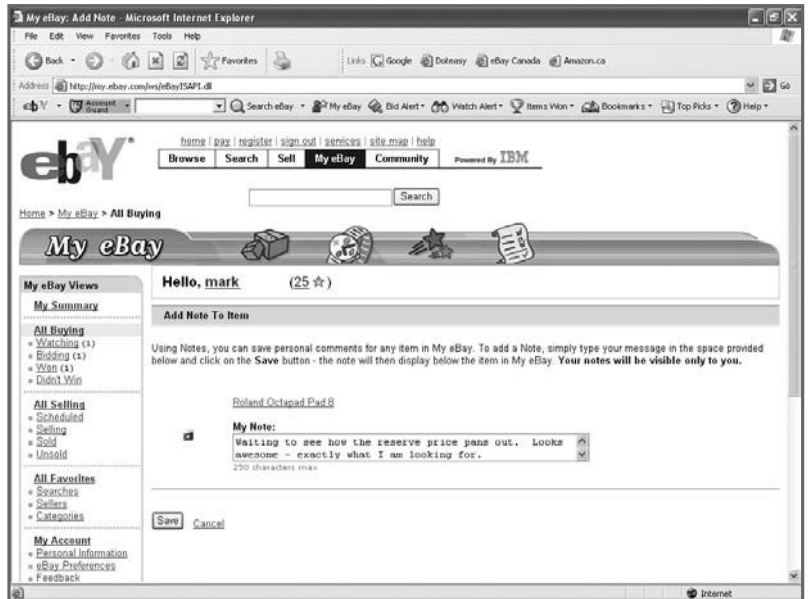 My eBay: Add Note - Microsoft Internet Explorer
File Edit View Favorites Tools Help
Back Favorites Links Google Doteasy eBay Canada Amazon.ca
Address http://my.ebay.com/ws/eBayISAPI.dll Go
ebY Account Guard Search eBay My eBay Bid Alert Watch Alert Items Won Bookmarks Top Picks Help
home | pay | register | sign out | services | site map | help
ebaY
Browse Search Sell My eBay Community Powered By IBM
Search
Home > My eBay > All Buying
My eBay
My eBay Views
Hello, mark (25)
My Summary
Add Note To Item
All Buying
Watching (1)
Bidding (1)
Won (1)
Didn't Win
Using Notes, you can save personal comments for any item in My eBay. To add a Note, simply type your message in the space provided
below and click on the Save button - the note will then display below the item in My eBay. Your notes will be visible only to you.
All Selling
Scheduled
Selling
Sold
Unsold
Roland Octapad Pad 8
My Note:
Waiting to see how the reserve price pans out. Looks
awesome - exactly what I am looking for.
250 characters max
All Favorites
Searches
Sellers
Categories
Save Cancel
My Account
Personal Information
eBay Preferences
Feedback
Internet